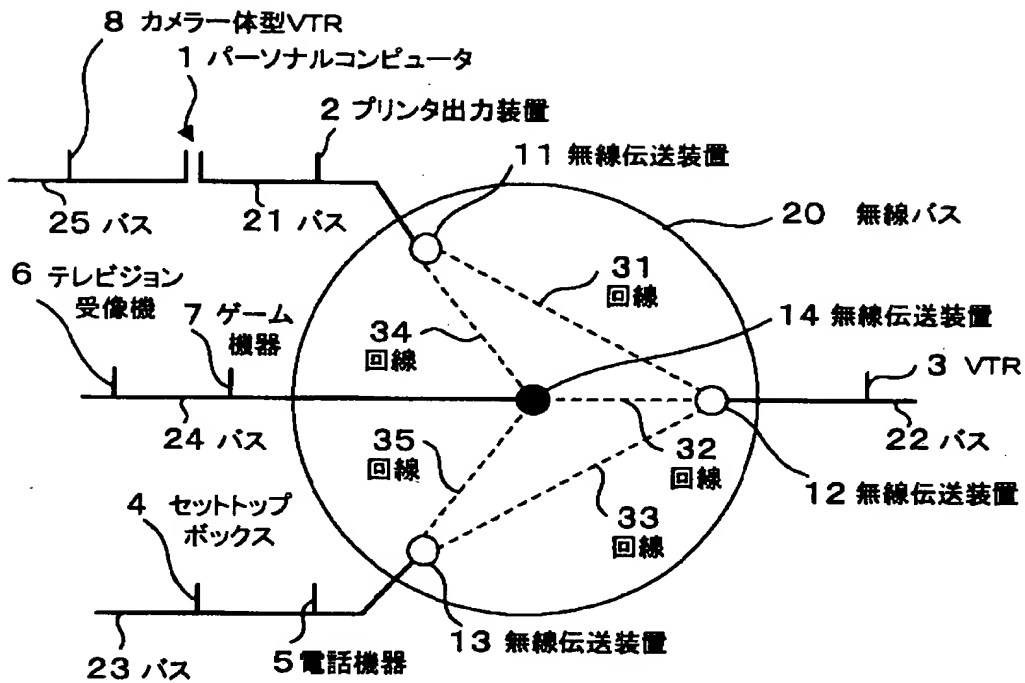 8 カメラ一体型VTR
1 パーソナルコンピュータ
2 プリンタ出力装置
11 無線伝送装置
25 バス
21 バス
20 無線バス
6 テレビジョン
受像機
7 ゲーム
機器
31
回線
34
回線
14 無線伝送装置
3 VTR
24 バス
22 バス
35
回線
32
回線
12 無線伝送装置
4 セットトップ
ボックス
33
回線
23 バス
5 電話機器
13 無線伝送装置